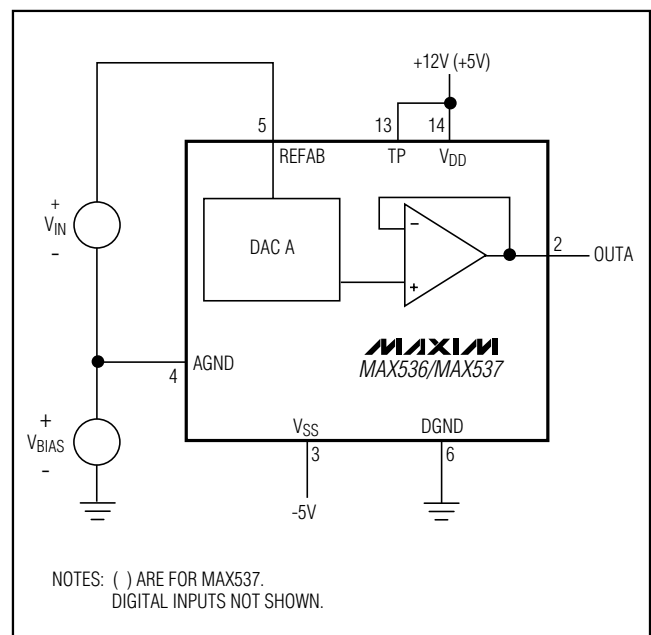 +12V (+5V)
5
13
14
REFAB
TP
VDD
+
VIN
-
DAC A
-
+
2
OUTA
MAXIM
MAX536/MAX537
4
AGND
+
VBIAS
-
VSS
DGND
3
6
-5V
NOTES: ( ) ARE FOR MAX537.
DIGITAL INPUTS NOT SHOWN.